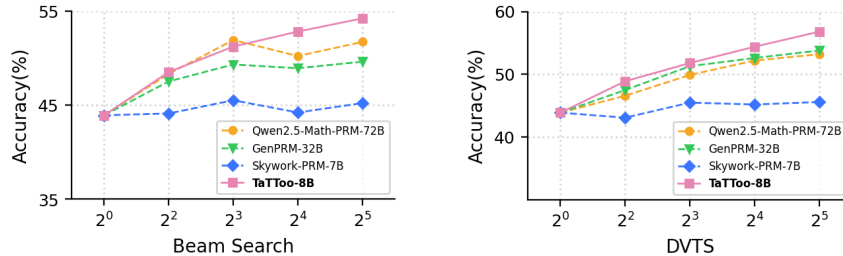 55
45
35
Accuracy(%)
2^0
2^2
2^3
2^4
2^5
Beam Search
Qwen2.5-Math-PRM-72B
GenPRM-32B
Skywork-PRM-7B
TaTToo-8B
60
50
40
Accuracy(%)
2^0
2^2
2^3
2^4
2^5
DVTS
Qwen2.5-Math-PRM-72B
GenPRM-32B
Skywork-PRM-7B
TaTToo-8B